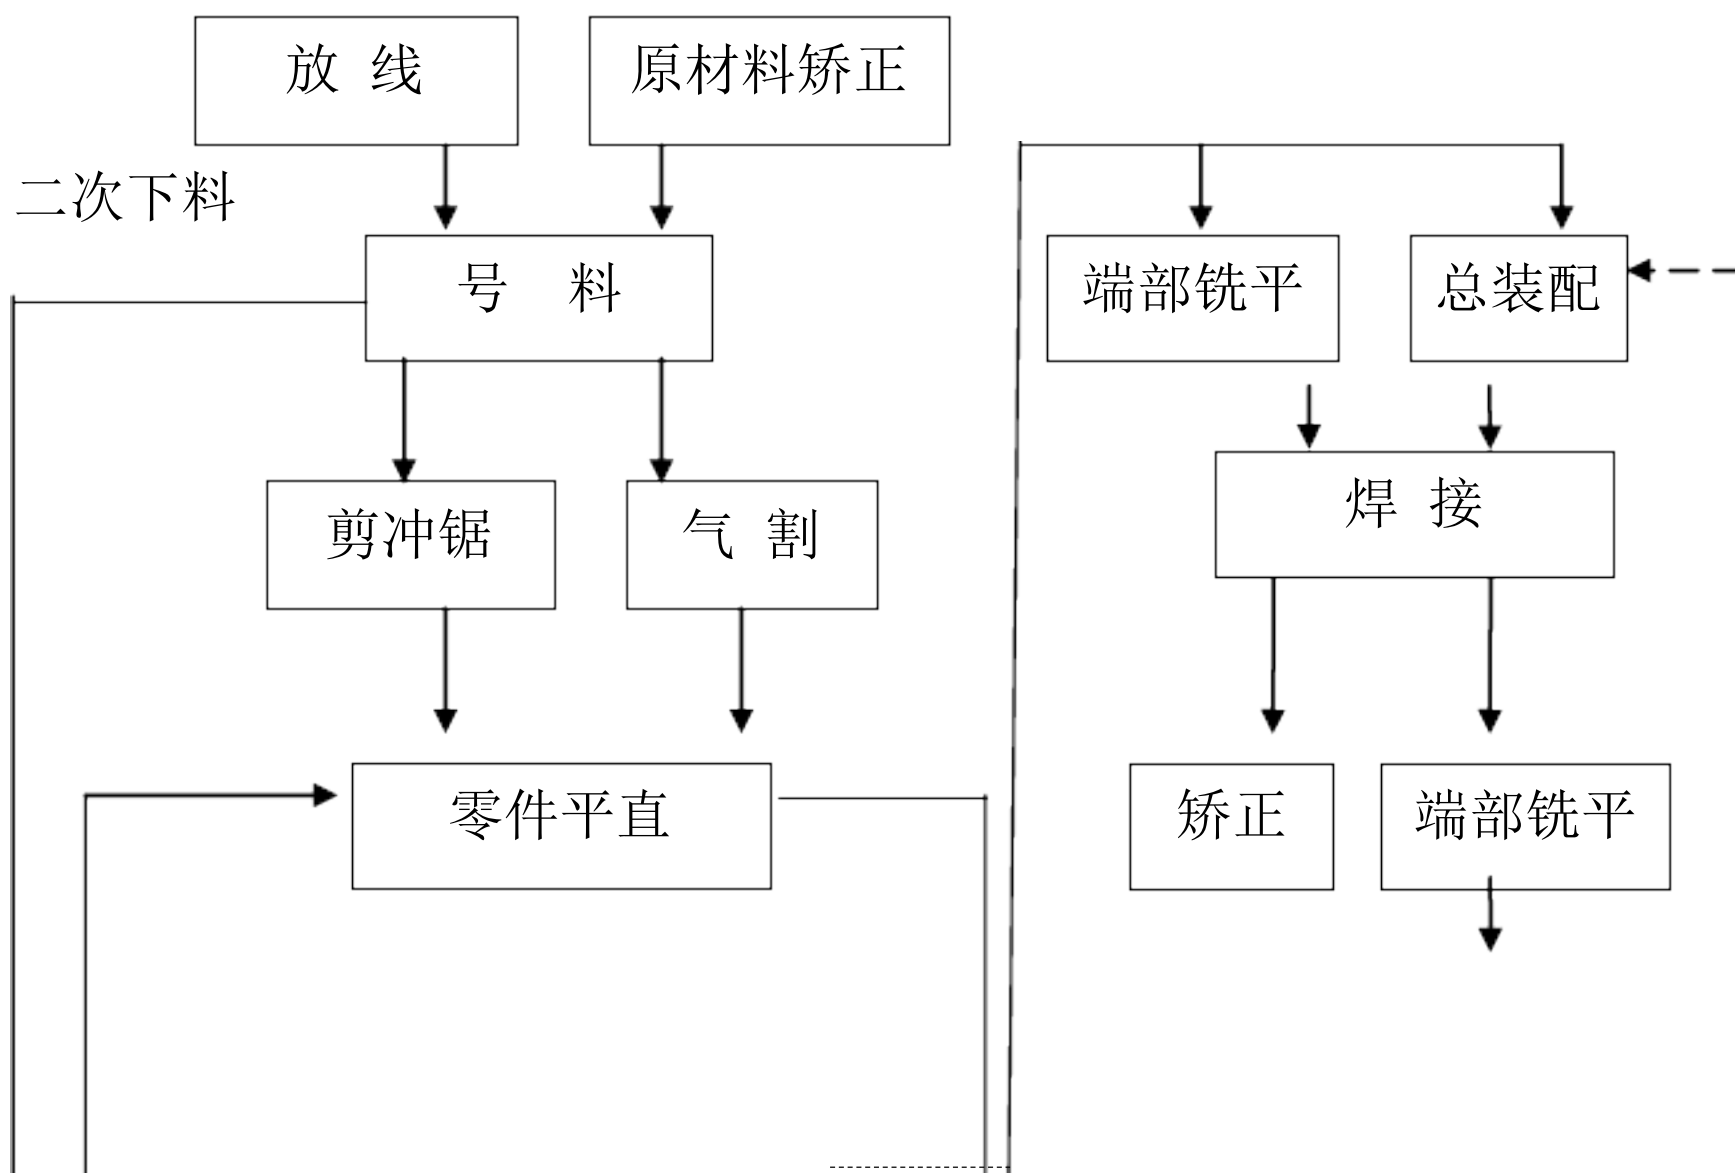 放 线
原材料矫正
二次下料
号 料
剪冲锯
气 割
零件平直
端部铣平
总装配
焊 接
矫正
端部铣平